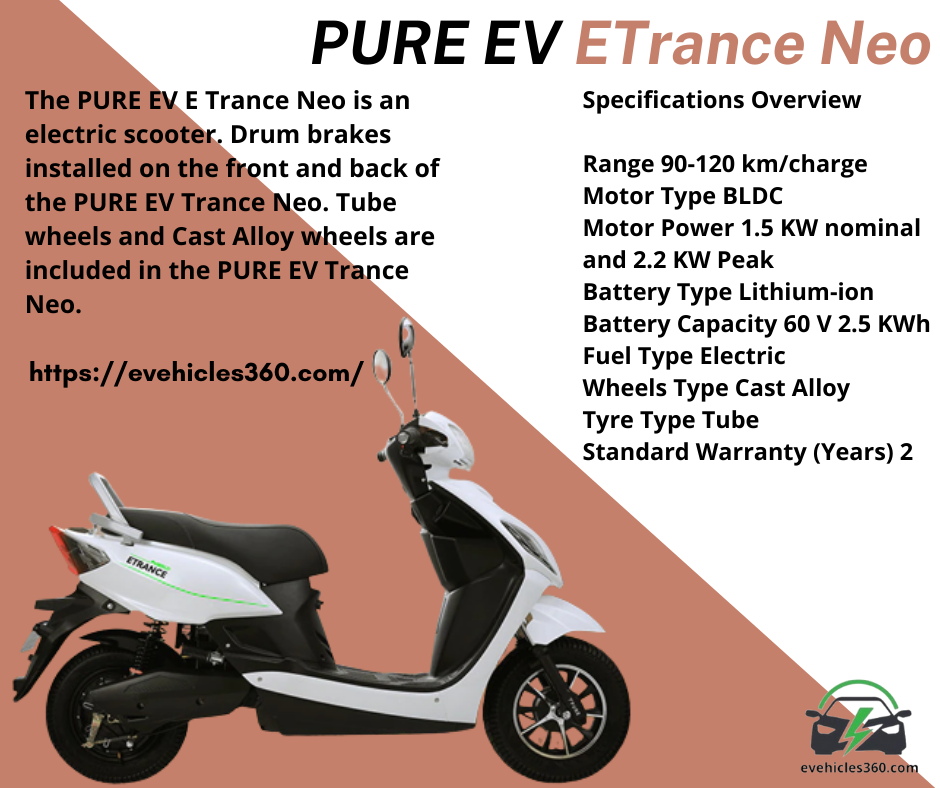 PURE EV ETrance Neo
The PURE EV E Trance Neo is an
electric scooter. Drum brakes
installed on the front and back of
the PURE EV Trance Neo. Tube
wheels and Cast Alloy wheels are
included in the PURE EV Trance
Neo.
https://evehicles360.com/
Specifications Overview
Range 90-120 km/charge
Motor Type BLDC
Motor Power 1.5 KW nominal
and 2.2 KW Peak
Battery Type Lithium-ion
Battery Capacity 60 V 2.5 KWh
Fuel Type Electric
Wheels Type Cast Alloy
Tyre Type Tube
Standard Warranty (Years) 2
ETRANCE
evehicles360.com